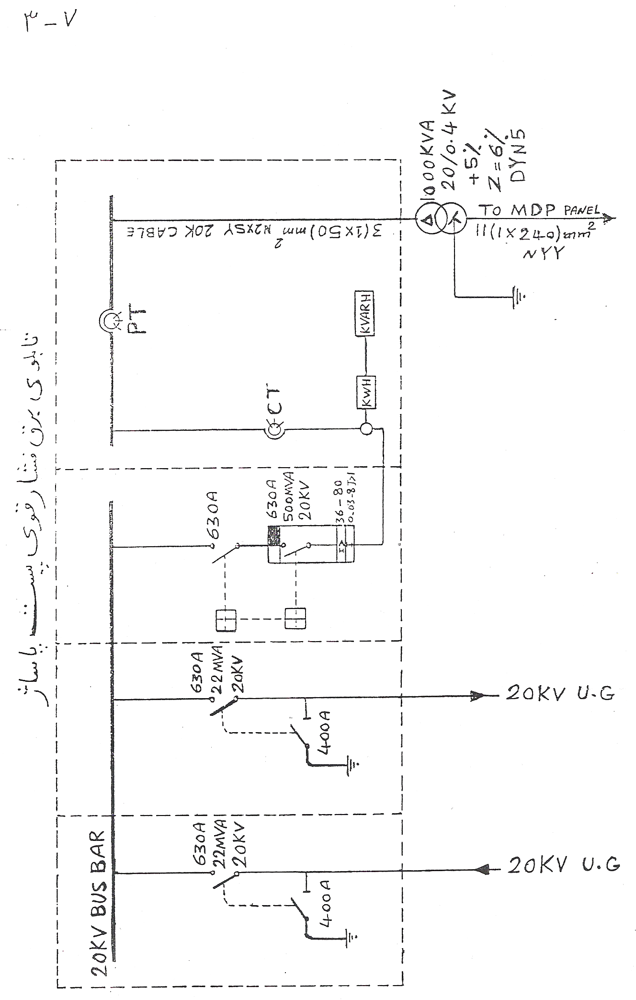 ۳-۷
تابلوی برق فشار قوی پست پاساژ
20KV BUS BAR
630A
22MVA
20KV
400A
20KV U.G
630A
22MVA
20KV
400A
20KV U.G
630A
630A
500MVA
20KV
36-80
I>
CT
KWH
KVARH
PT
3(1X50)mm² N2XSY 20K CABLE
1000KVA
20/0.4KV
+5%
Z=6%
DYN5
TO MDP PANEL
11(1X240)mm²
NYY